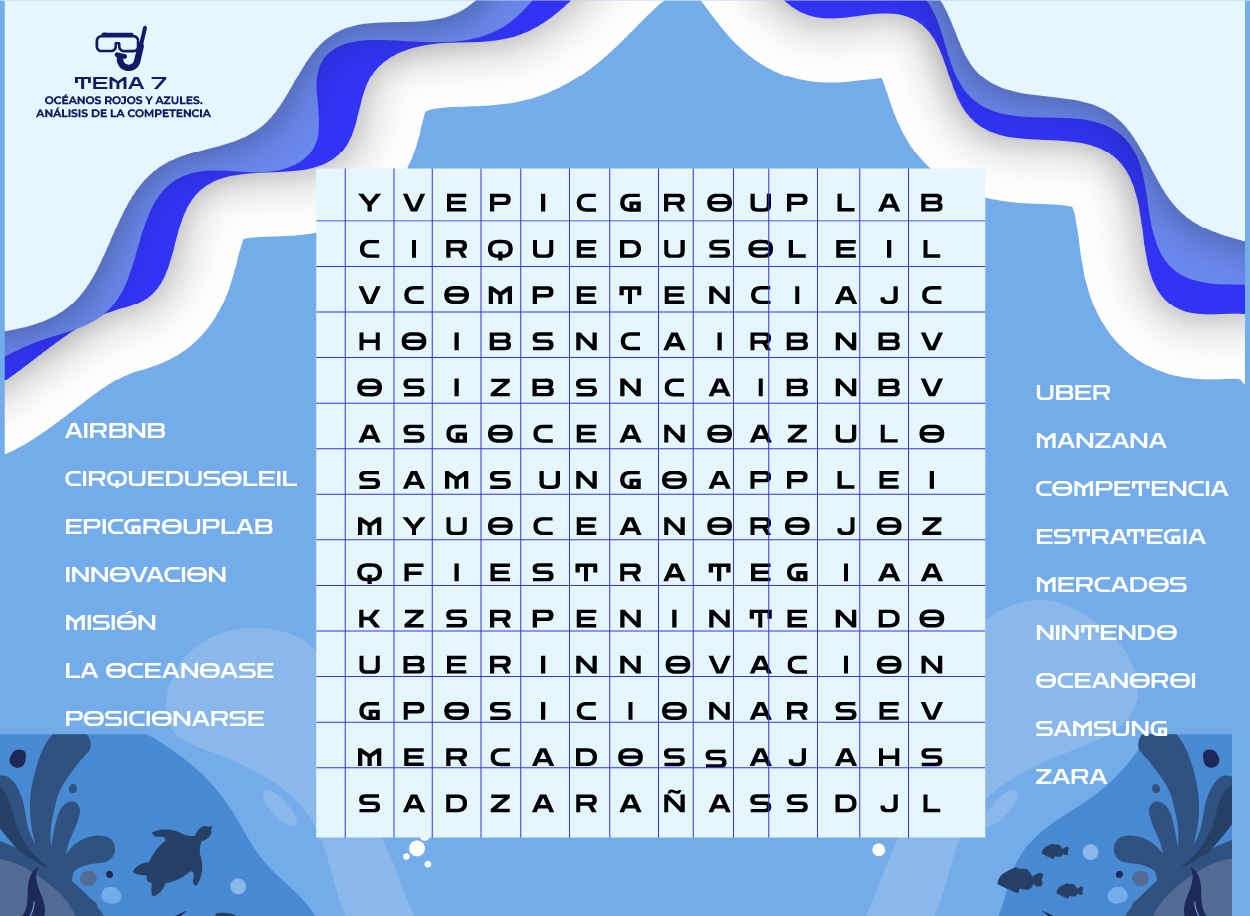 TEMA 7
OCÉANOS ROJOS Y AZULES.
ANÁLISIS DE LA COMPETENCIA
Y V E P I C G R O U P L A B
C I R Q U E D U S O L E I L
V C O M P E T E N C I A J C
H O I B S N C A I R B N B V
O S I Z B S N C A I B N B V
A S G O C E A N O A Z U L O
S A M S U N G O A P P L E I
M Y U O C E A N O R O J O Z
Q F I E S T R A T E G I A A
K Z S R P E N I N T E N D O
U B E R I N N O V A C I O N
G P O S I C I O N A R S E V
M E R C A D O S S A J A H S
S A D Z A R A Ñ A S S D J L
AIRBNB
CIRQUEDUSOLEIL
EPICGROUPLAB
INNOVACION
MISIÓN
LA OCEANOASE
POSICIONARSE
UBER
MANZANA
COMPETENCIA
ESTRATEGIA
MERCADOS
NINTENDO
OCEANOROI
SAMSUNG
ZARA